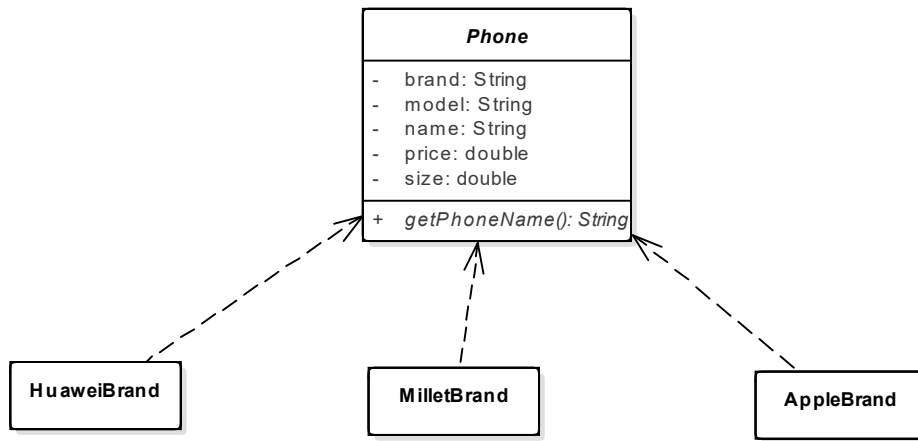 Phone
- brand: String
- model: String
- name: String
- price: double
- size: double
+ getPhoneName(): String
HuaweiBrand
MilletBrand
AppleBrand